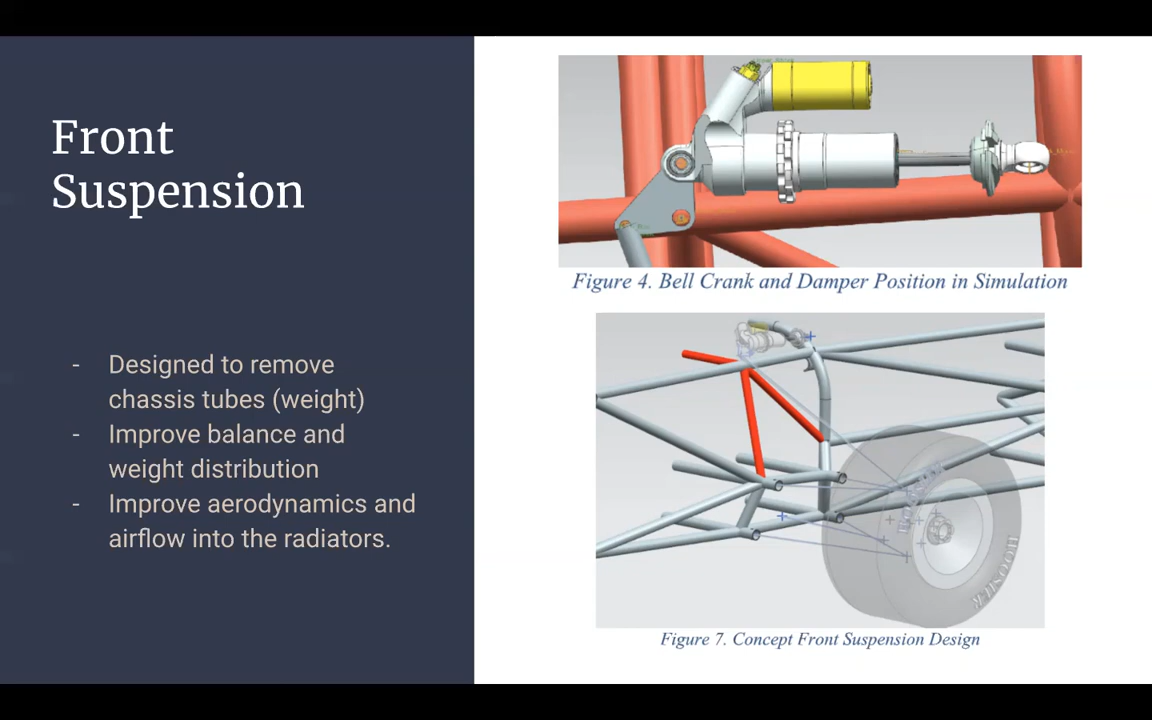 Front
Suspension
- Designed to remove
chassis tubes (weight)
- Improve balance and
weight distribution
- Improve aerodynamics and
airflow into the radiators.
Figure 4. Bell Crank and Damper Position in Simulation
HOOSIER
Figure 7. Concept Front Suspension Design